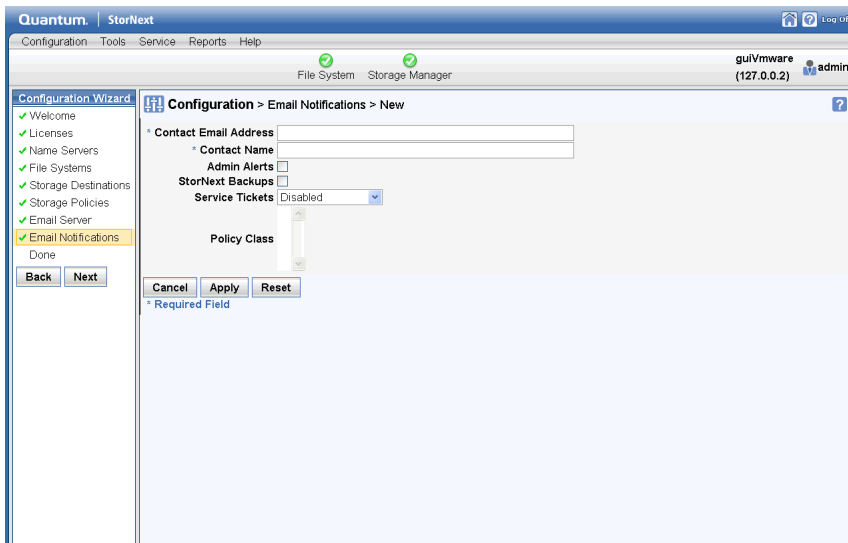 Quantum. StorNext
Log Of
Configuration Tools Service Reports Help
File System Storage Manager
guiVmware
(127.0.0.2)
admin
Configuration Wizard
Welcome
Licenses
Name Servers
File Systems
Storage Destinations
Storage Policies
Email Server
Email Notifications
Done
Back Next
Configuration > Email Notifications > New
?
* Contact Email Address
* Contact Name
Admin Alerts
StorNext Backups
Service Tickets Disabled
Policy Class
Cancel Apply Reset
* Required Field